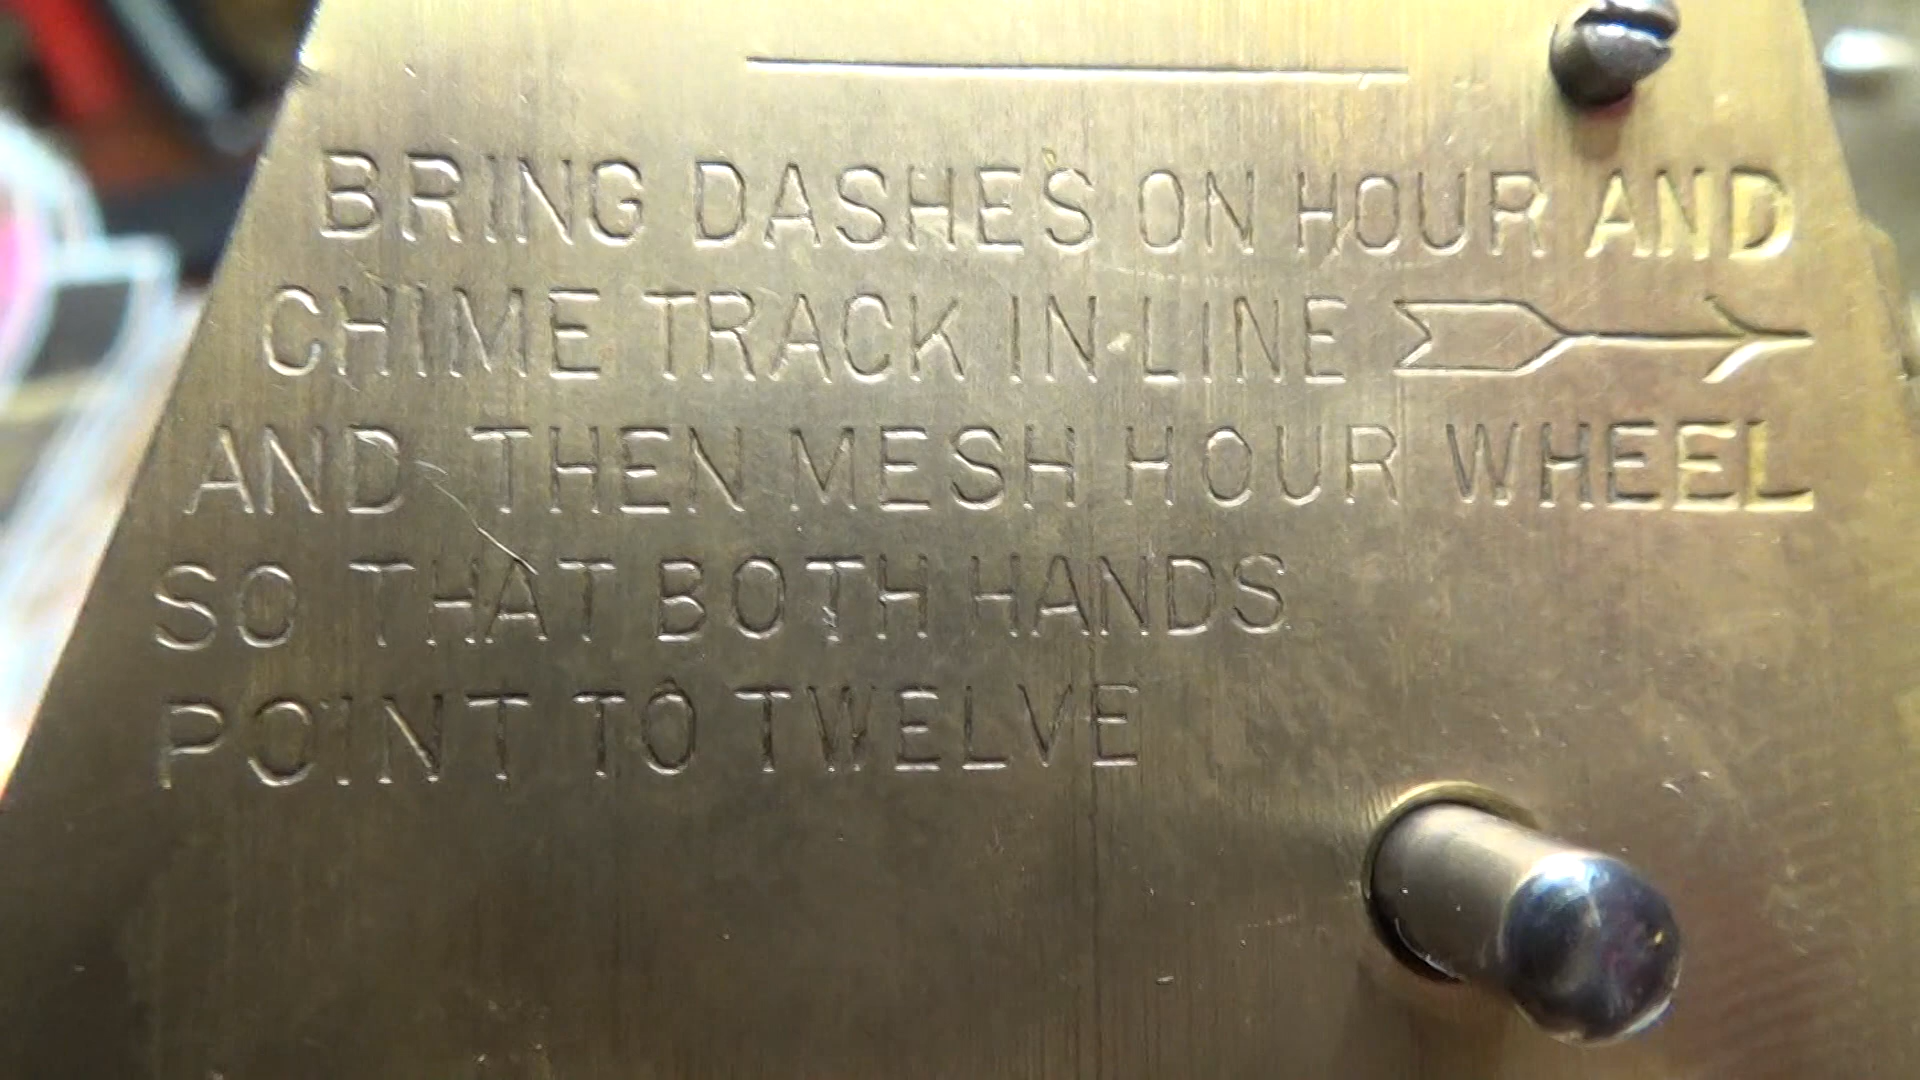 BRING DASHES ON HOUR AND
CHIME TRACK IN LINE
AND THEN MESH HOUR WHEEL
SO THAT BOTH HANDS
POINT TO TWELVE